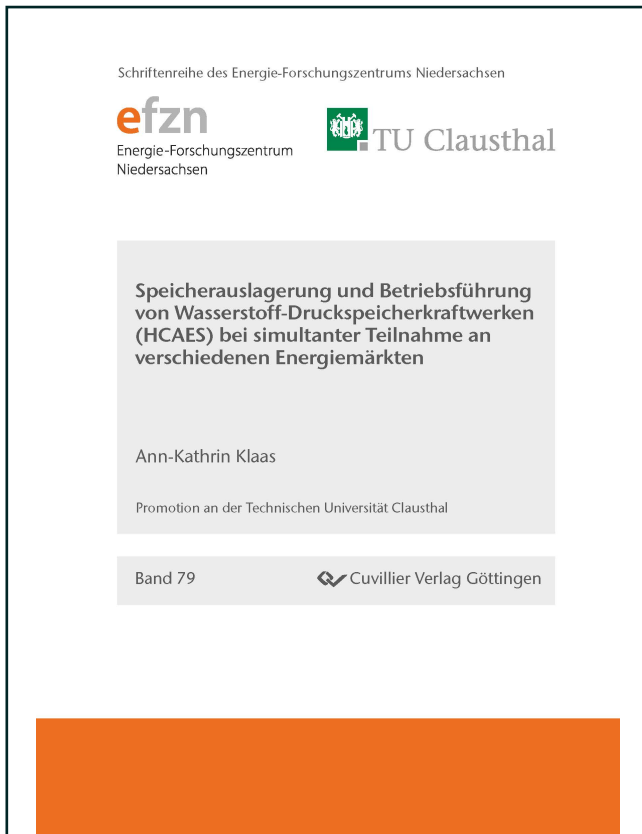 Schriftenreihe des Energie-Forschungszentrums Niedersachsen
efzn
Energie-Forschungszentrum
Niedersachsen
TU Clausthal
Speicherauslagerung und Betriebsführung
von Wasserstoff-Druckspeicherkraftwerken
(HCAES) bei simultanter Teilnahme an
verschiedenen Energiemärkten
Ann-Kathrin Klaas
Promotion an der Technischen Universität Clausthal
Band 79
Cuvillier Verlag Göttingen